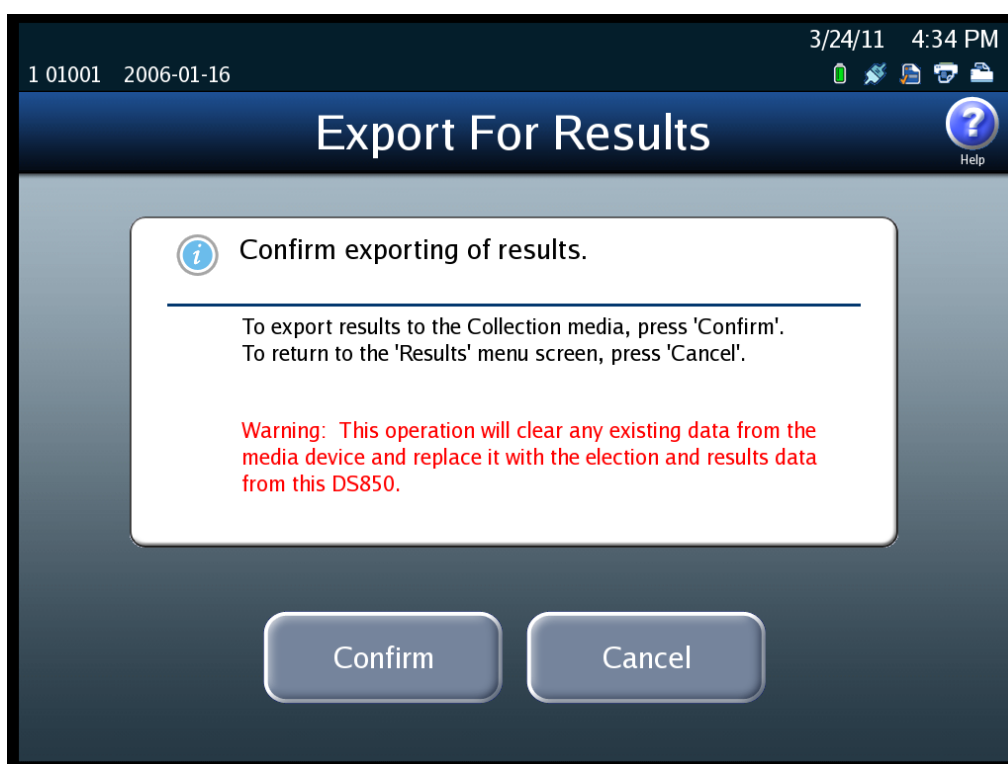 3/24/11 4:34 PM
1 01001 2006-01-16
Export For Results
?
Help
i
Confirm exporting of results.
To export results to the Collection media, press 'Confirm'.
To return to the 'Results' menu screen, press 'Cancel'.
Warning: This operation will clear any existing data from the
media device and replace it with the election and results data
from this DS850.
Confirm Cancel